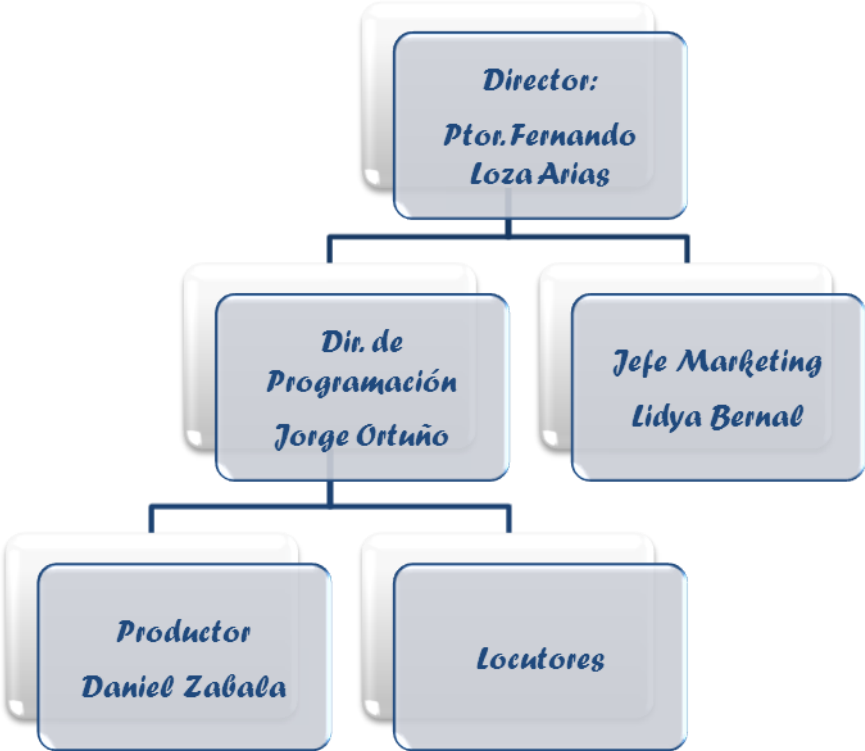 Director:
Ptor. Fernando
Loza Arias
Dir. de
Programación
Jorge Ortuño
Jefe Marketing
Lidya Bernal
Productor
Daniel Zabala
Locutores